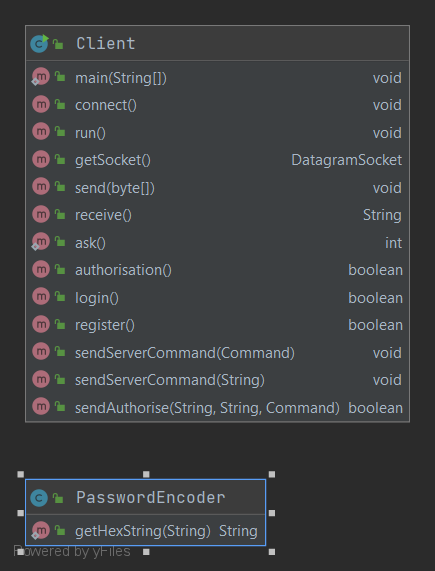 Client
main(String[]) void
connect() void
run() void
getSocket() DatagramSocket
send(byte[]) void
receive() String
ask() int
authorisation() boolean
login() boolean
register() boolean
sendServerCommand(Command) void
sendServerCommand(String) void
sendAuthorise(String, String, Command) boolean
PasswordEncoder
getHexString(String) String
Powered by yFiles